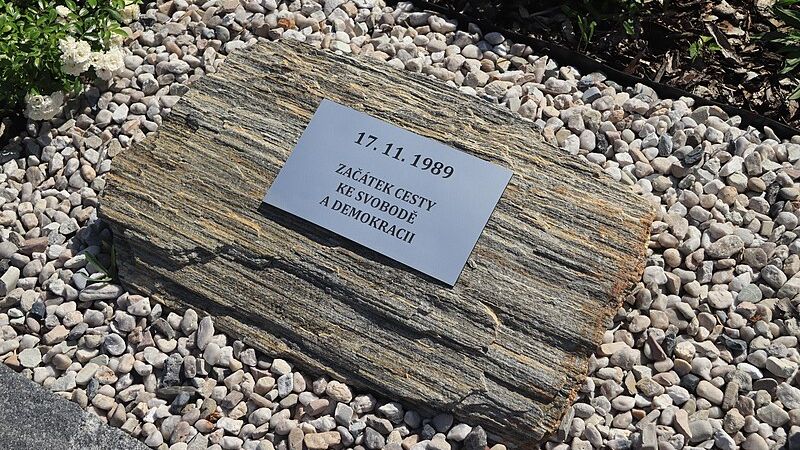 17. 11. 1989
ZAČÁTEK CESTY
KE SVOBODĚ
A DEMOKRACII